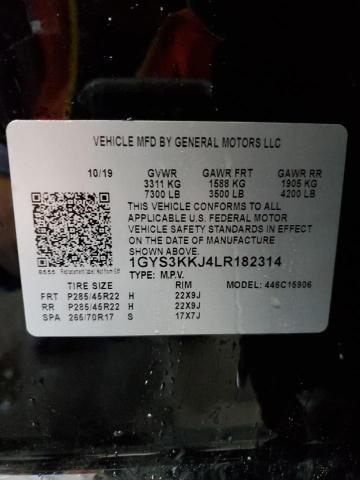 VEHICLE MFD BY GENERAL MOTORS LLC
10/19 GVWR GAWR FRT GAWR RR
3311 KG 1588 KG 1905 KG
7300 LB 3500 LB 4200 LB
THIS VEHICLE CONFORMS TO ALL
APPLICABLE U.S. FEDERAL MOTOR
VEHICLE SAFETY STANDARDS IN EFFECT
ON THE DATE OF MANUFACTURE
SHOWN ABOVE.
1GYS3KKJ4LR182314
TYPE: M.P.V.
TIRE SIZE RIM MODEL: 446C15906
FRT P285/45R22 H 22X9J
RR P285/45R22 H 22X9J
SPA 265/70R17 S 17X7J